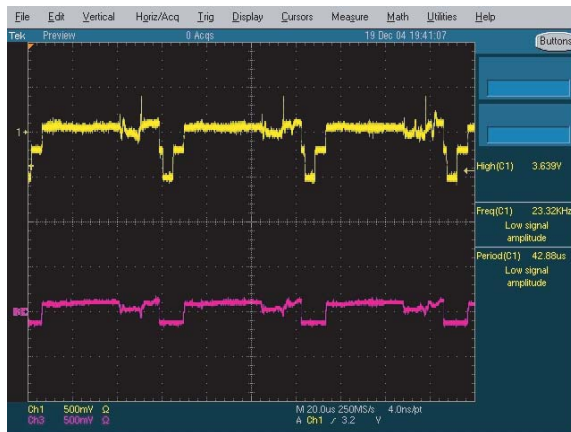 File Edit Vertical Horiz/Acq Trig Display Cursors Measure Math Utilities Help
Tek Preview 0 Acqs 19 Dec 04 19:41:07 Buttons
High(C1) 3.639V
Freq(C1) 23.32KHz
Low signal
amplitude
Period(C1) 42.88us
Low signal
amplitude
1
T
Ch1 500mV Ω M 20.0us 250MS/s 4.0ns/pt
Ch3 500mV Ω A Ch1 / 3.2 V